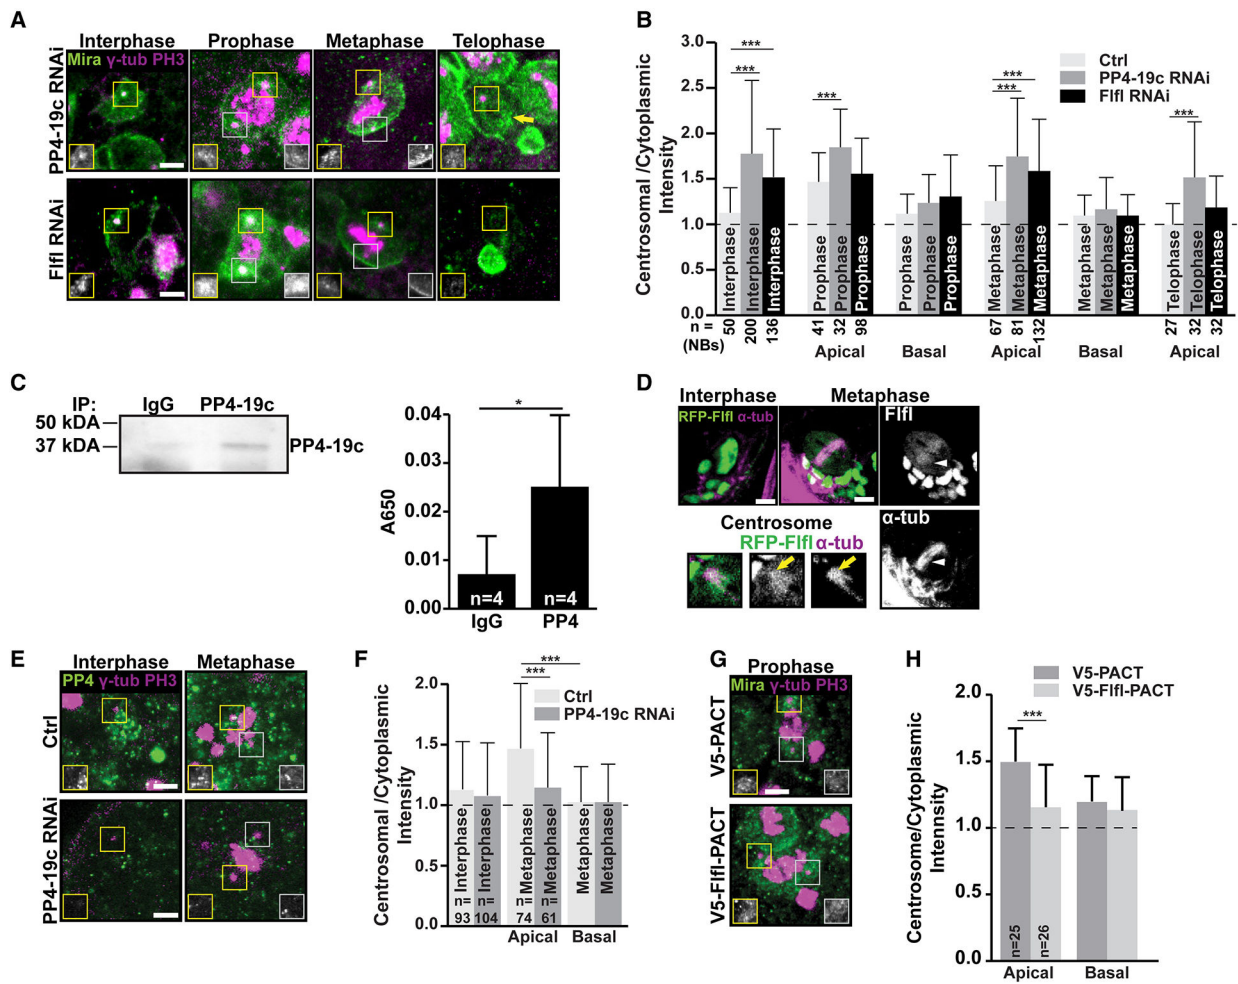 A
Interphase Prophase Metaphase Telophase
Mira γ-tub PH3
PP4-19c RNAi
Flfl RNAi
B
Centrosomal /Cytoplasmic
Intensity
3.0
2.5
2.0
1.5
1.0
0.5
0.0
*** *** *** *** *** ***
Ctrl
PP4-19c RNAi
Flfl RNAi
Interphase Interphase Interphase Prophase Prophase Prophase Prophase Prophase Prophase Metaphase Metaphase Metaphase Metaphase Metaphase Metaphase Telophase Telophase Telophase
n = 50 200 136 41 32 98 67 81 132 27 32 32
(NBs)
Apical Basal Apical Basal Apical
C
IP: IgG PP4-19c
50 kDA
37 kDA
PP4-19c
A650
0.04
0.03
0.02
0.01
0.00
*
n=4 n=4
IgG PP4
D
Interphase Metaphase
RFP-Flfl α-tub
Flfl
Centrosome
RFP-Flfl α-tub
α-tub
E
Interphase Metaphase
PP4 γ-tub PH3
Ctrl
PP4-19c RNAi
F
Centrosomal /Cytoplasmic
Intensity
2.0
1.5
1.0
0.5
0.0
***
***
Ctrl
PP4-19c RNAi
Interphase Interphase Metaphase Metaphase Metaphase Metaphase
n= n= n= n=
93 104 74 61
Apical Basal
G
Prophase
Mira γ-tub PH3
V5-PACT
V5-Flfl-PACT
H
V5-PACT
V5-Flfl-PACT
Centrosome/Cytoplasmic
Intennsity
2.0
1.5
1.0
0.5
0.0
***
n=25 n=26
Apical Basal